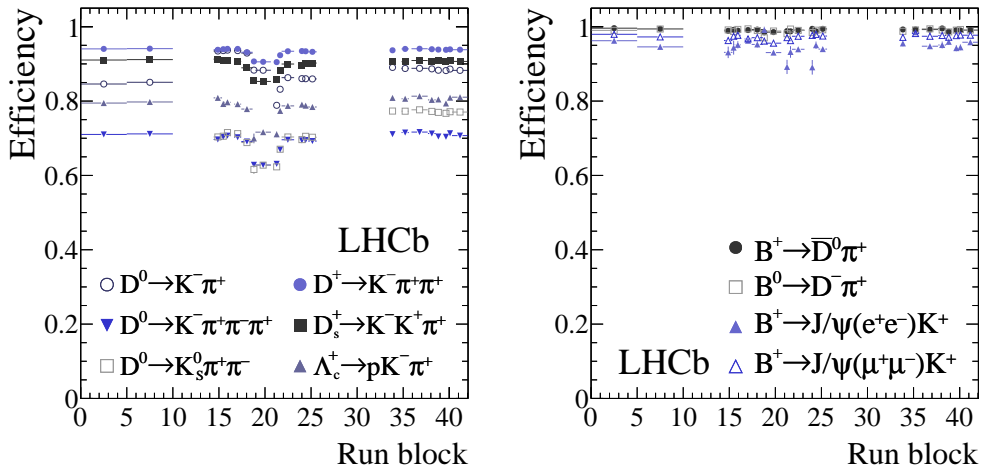 Efficiency
1
0.8
0.6
0.4
0.2
0
0 5 10 15 20 25 30 35 40
Run block
LHCb
D⁰→K⁻π⁺
D⁰→K⁻π⁺π⁻π⁺
D⁰→K⁰Sπ⁺π⁻
D⁺→K⁻π⁺π⁺
Dₛ⁺→K⁻K⁺π⁺
Λ꜀⁺→pK⁻π⁺
Efficiency
1
0.8
0.6
0.4
0.2
0
0 5 10 15 20 25 30 35 40
Run block
LHCb
B⁺→D̅⁰π⁺
B⁰→D⁻π⁺
B⁺→J/ψ(e⁺e⁻)K⁺
B⁺→J/ψ(μ⁺μ⁻)K⁺